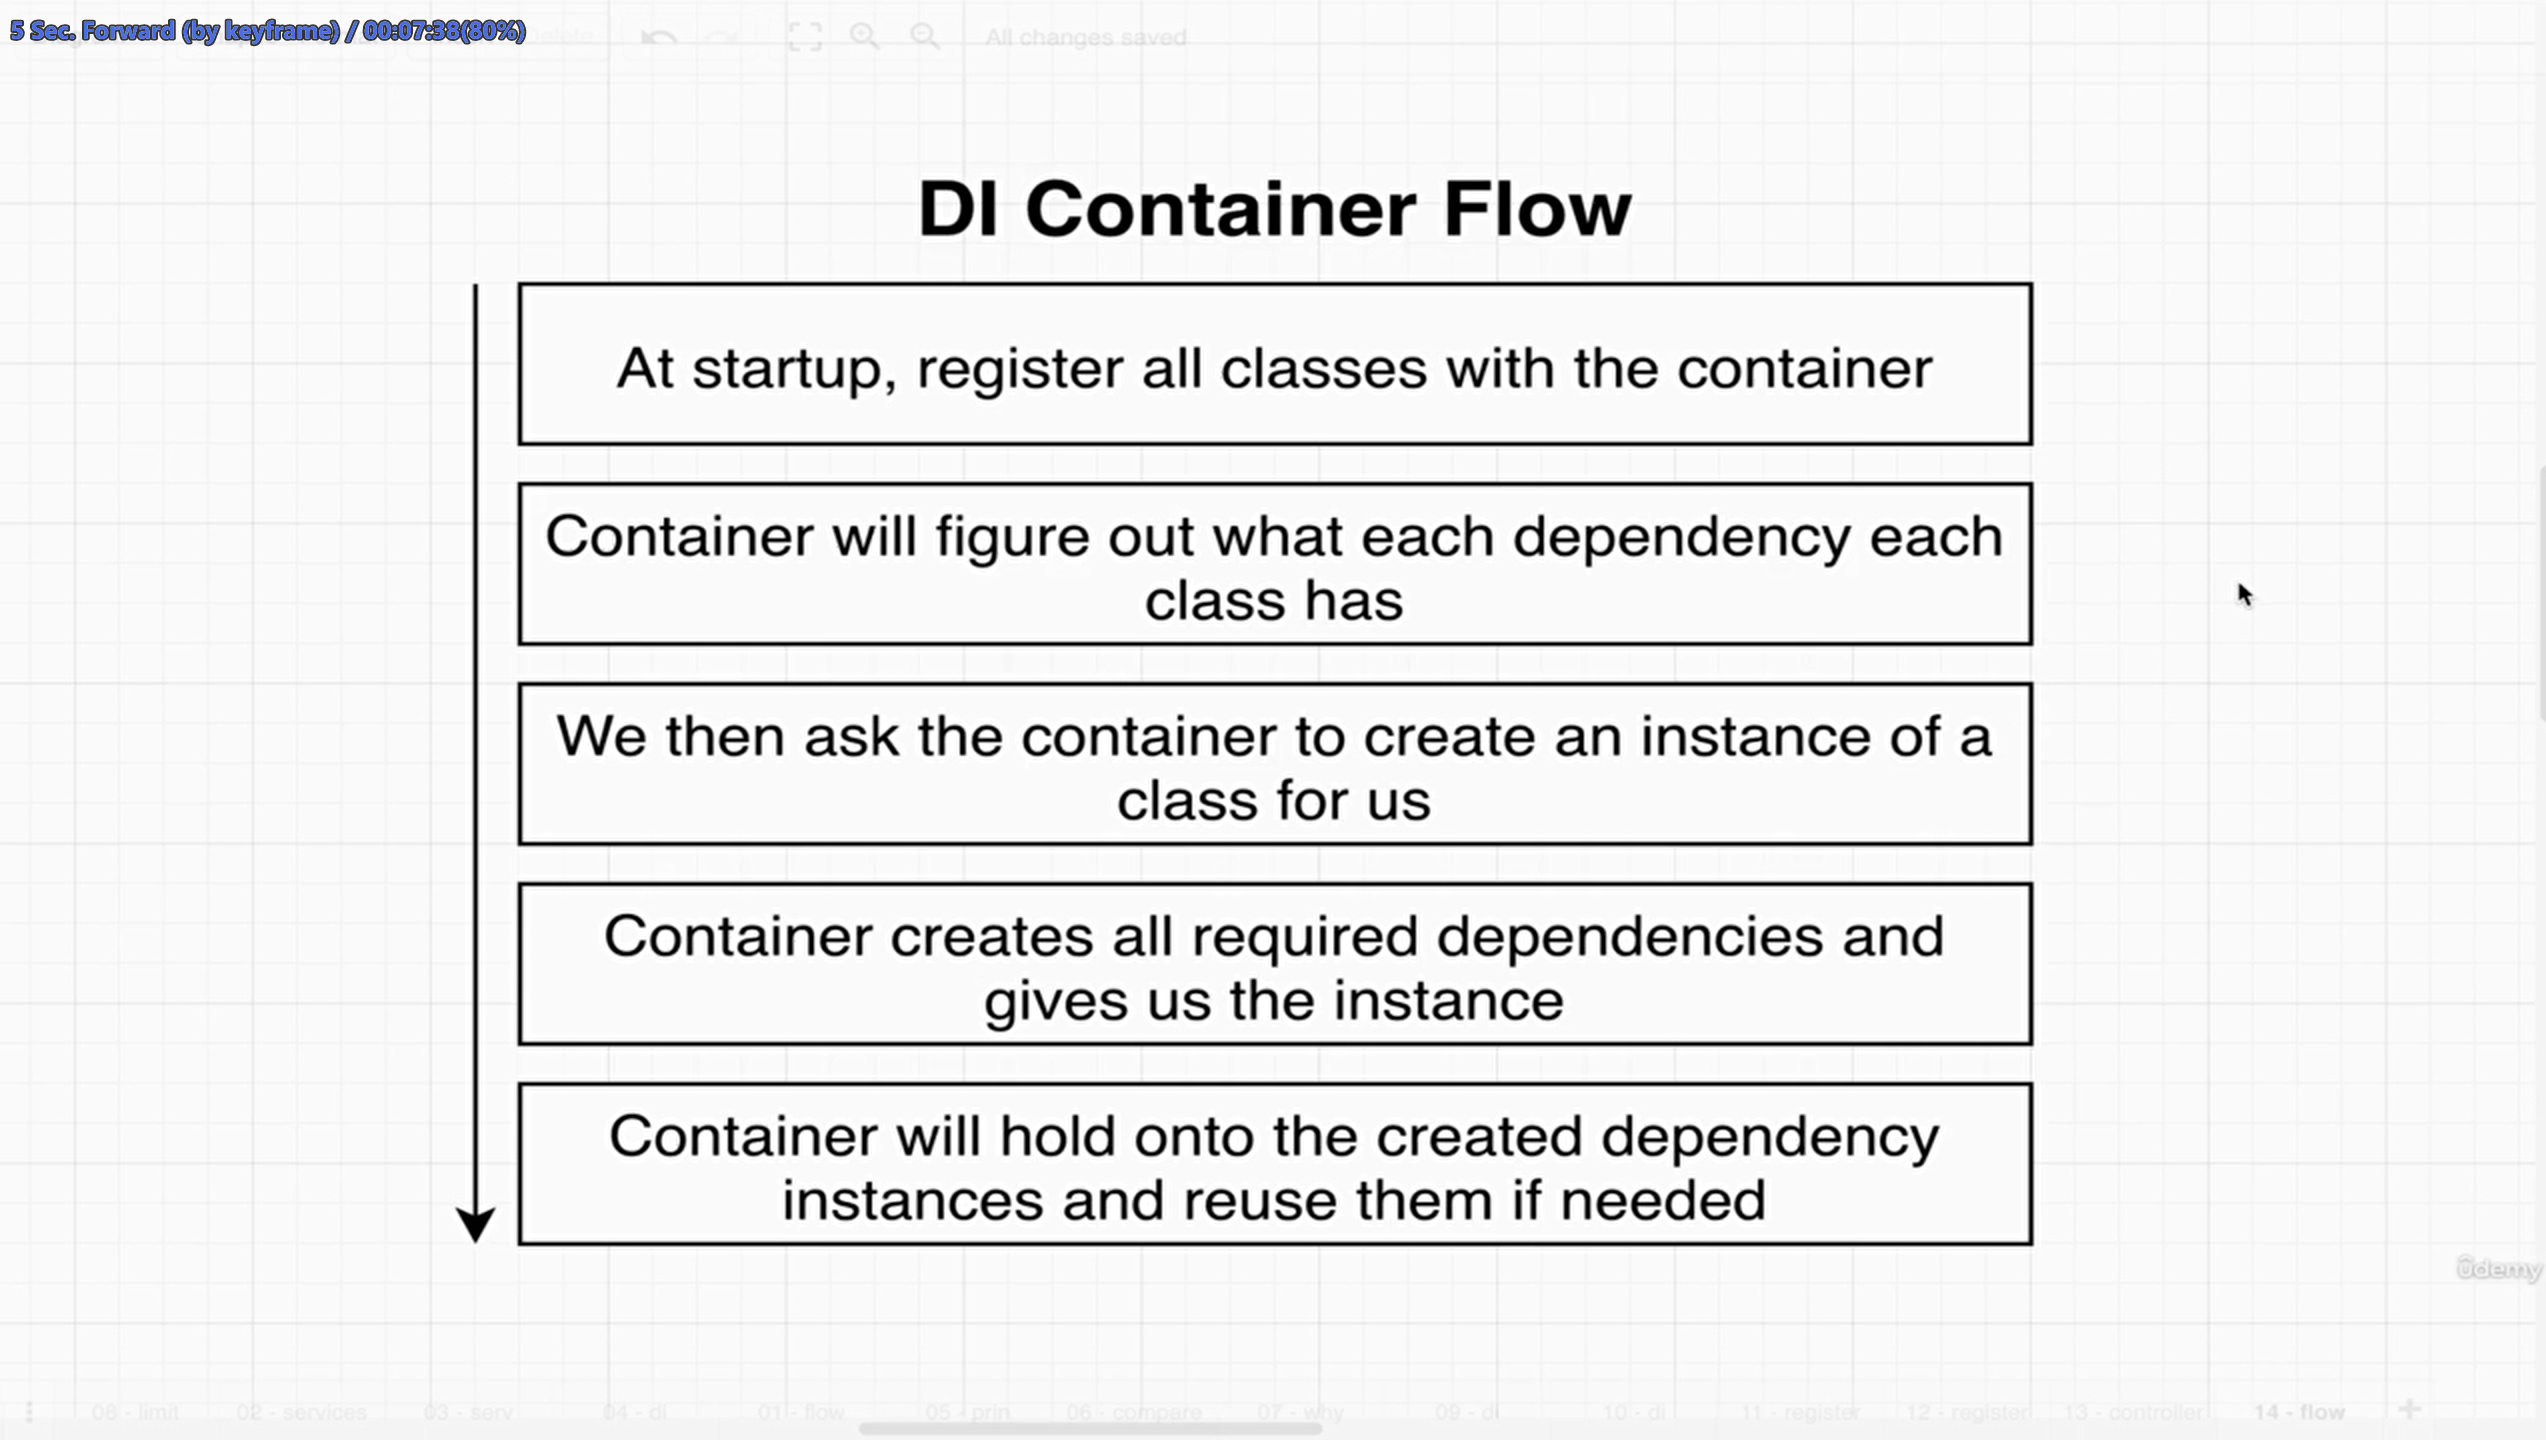 5 Sec. Forward (by keyframe) / 00:07:38(80%)
Delete
All changes saved
DI Container Flow
At startup, register all classes with the container
Container will figure out what each dependency each
class has
We then ask the container to create an instance of a
class for us
Container creates all required dependencies and
gives us the instance
Container will hold onto the created dependency
instances and reuse them if needed
ûdemy
08 - limit 02 - services 03 - serv 04 - di 01 - flow 05 - prin 06 - compare 07 - why 09 - di 10 - di 11 - register 12 - register 13 - controller 14 - flow